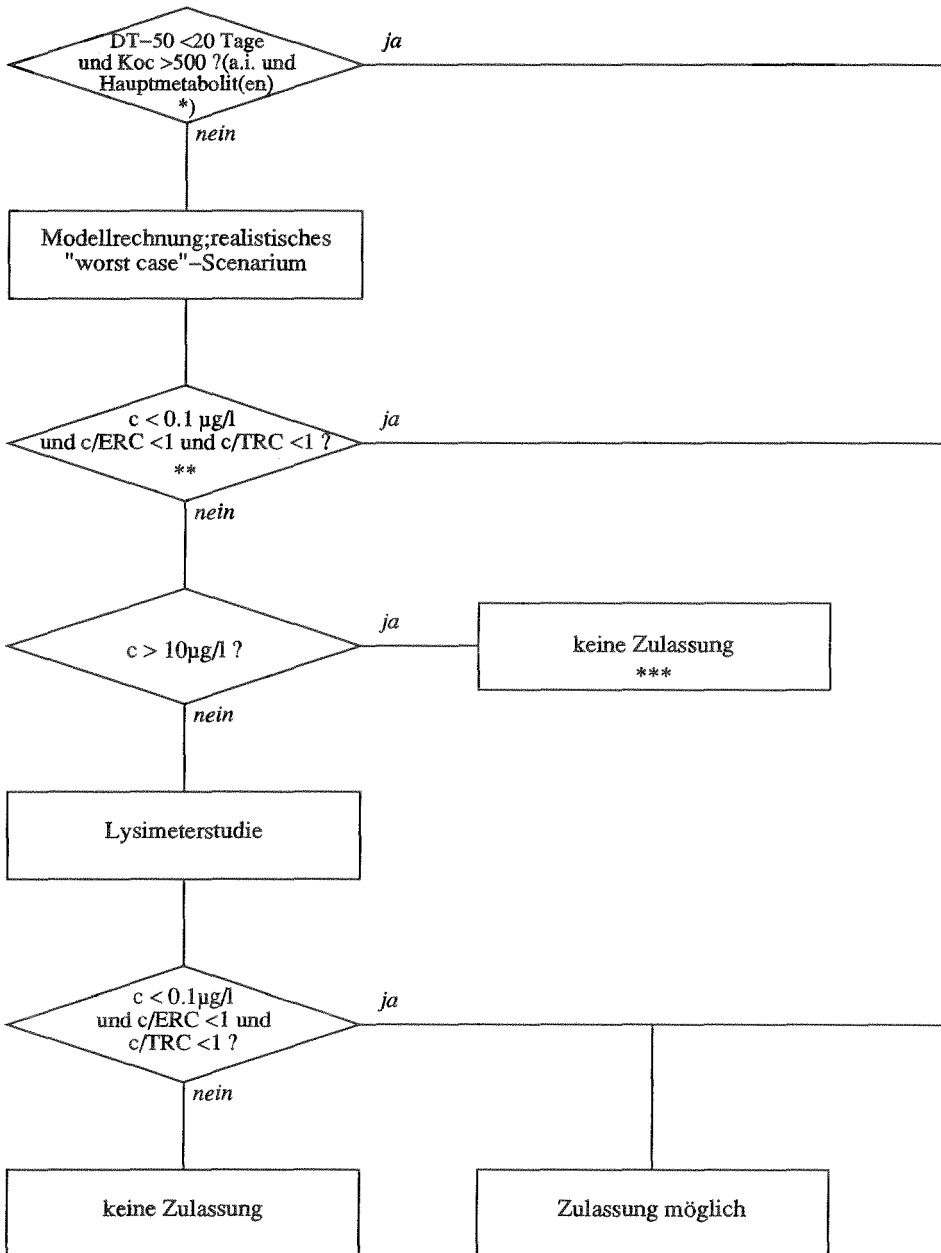 DT-50 <20 Tage
und Koc >500 ?(a.i. und
Hauptmetabolit(en)
*)
ja
nein
Modellrechnung;realistisches
"worst case"-Scenarium
c < 0.1 µg/l
und c/ERC <1 und c/TRC <1 ?
**
ja
nein
c > 10µg/l ?
ja
keine Zulassung
***
nein
Lysimeterstudie
c < 0.1µg/l
und c/ERC <1 und
c/TRC <1 ?
ja
nein
keine Zulassung
Zulassung möglich